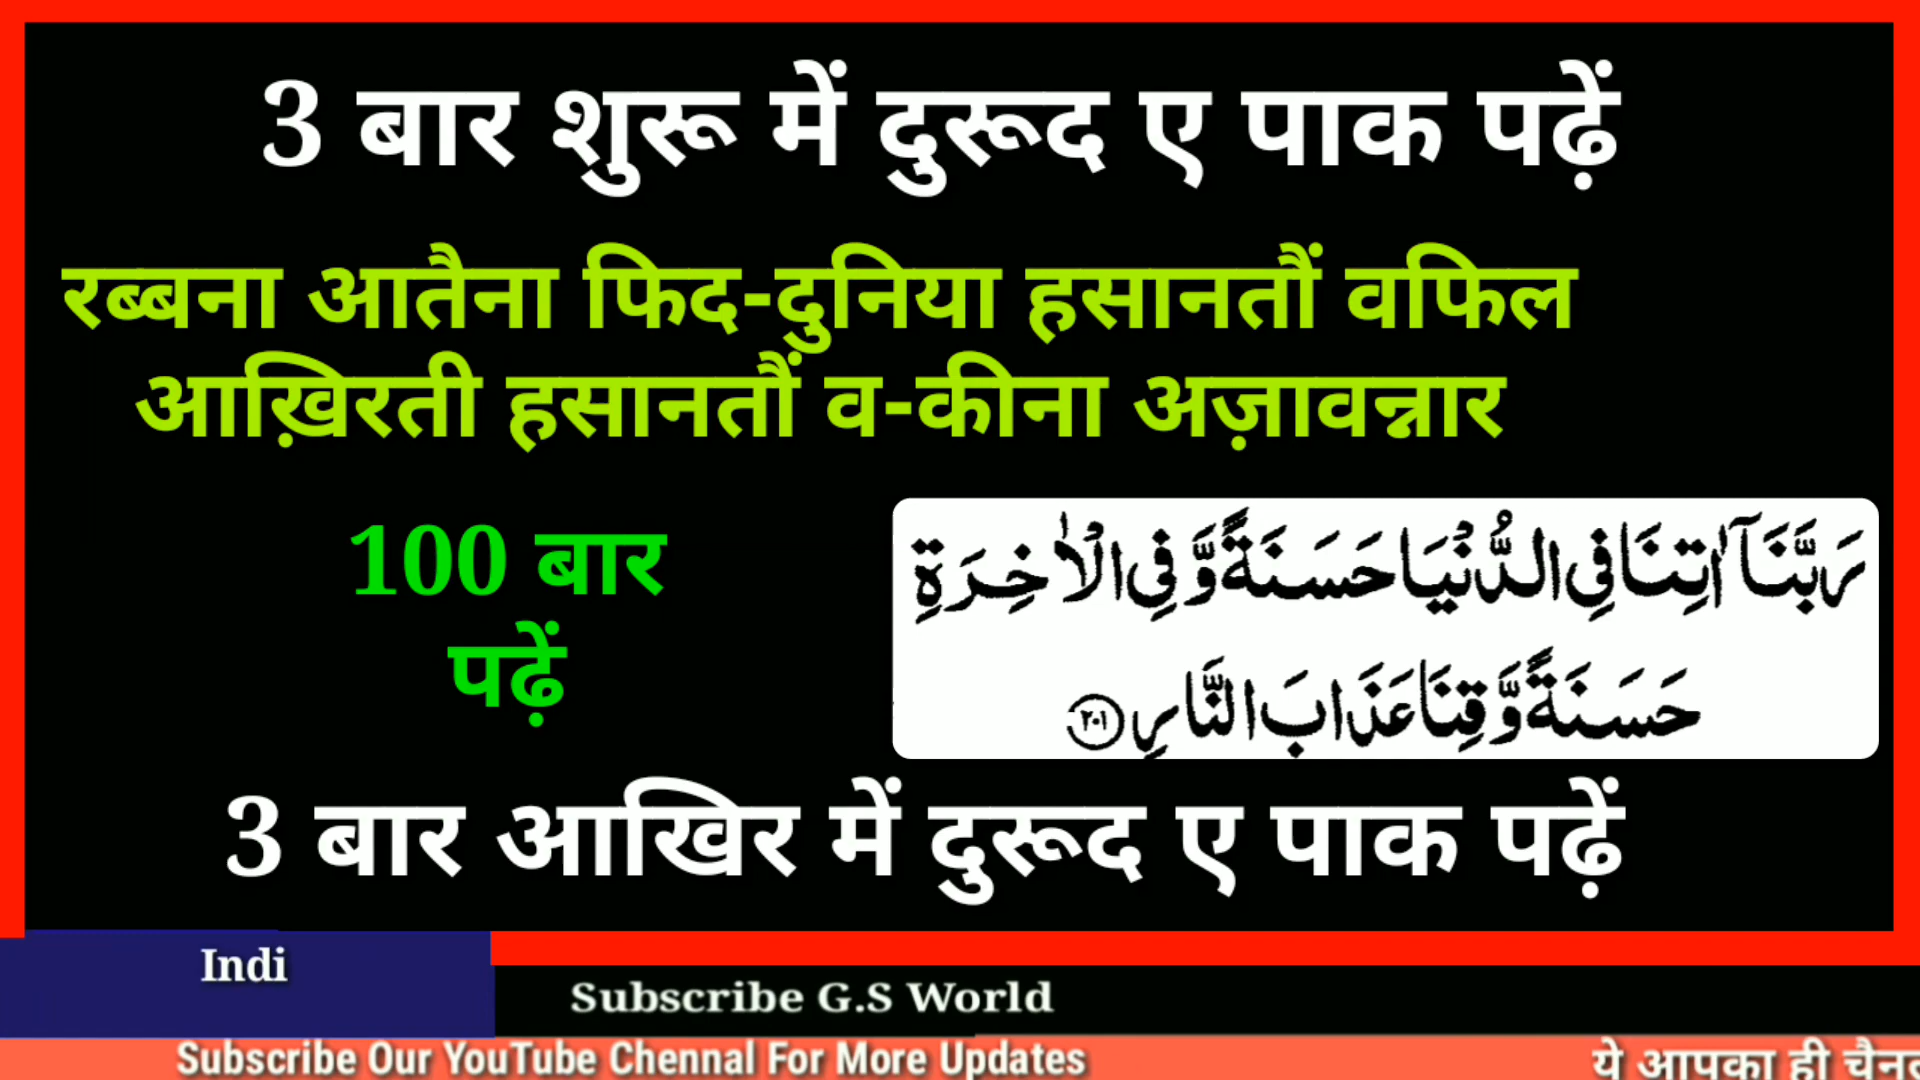 3 बार शुरू में दुरूद ए पाक पढ़ें
रब्बना आतैना फिद-दुनिया हसानतौं वफिल
आख़िरती हसानतौं व-कीना अज़ावन्नार
100 बार
पढ़ें
رَبَّنَآ اٰتِنَا فِي الدُّنْيَا حَسَنَةً وَّ فِي الْاٰخِرَةِ
حَسَنَةً وَّقِنَا عَذَابَ النَّارِ ۲۰۱
3 बार आखिर में दुरूद ए पाक पढ़ें
Indi
Subscribe G.S World
Subscribe Our YouTube Chennal For More Updates
ये आपका ही चैनल